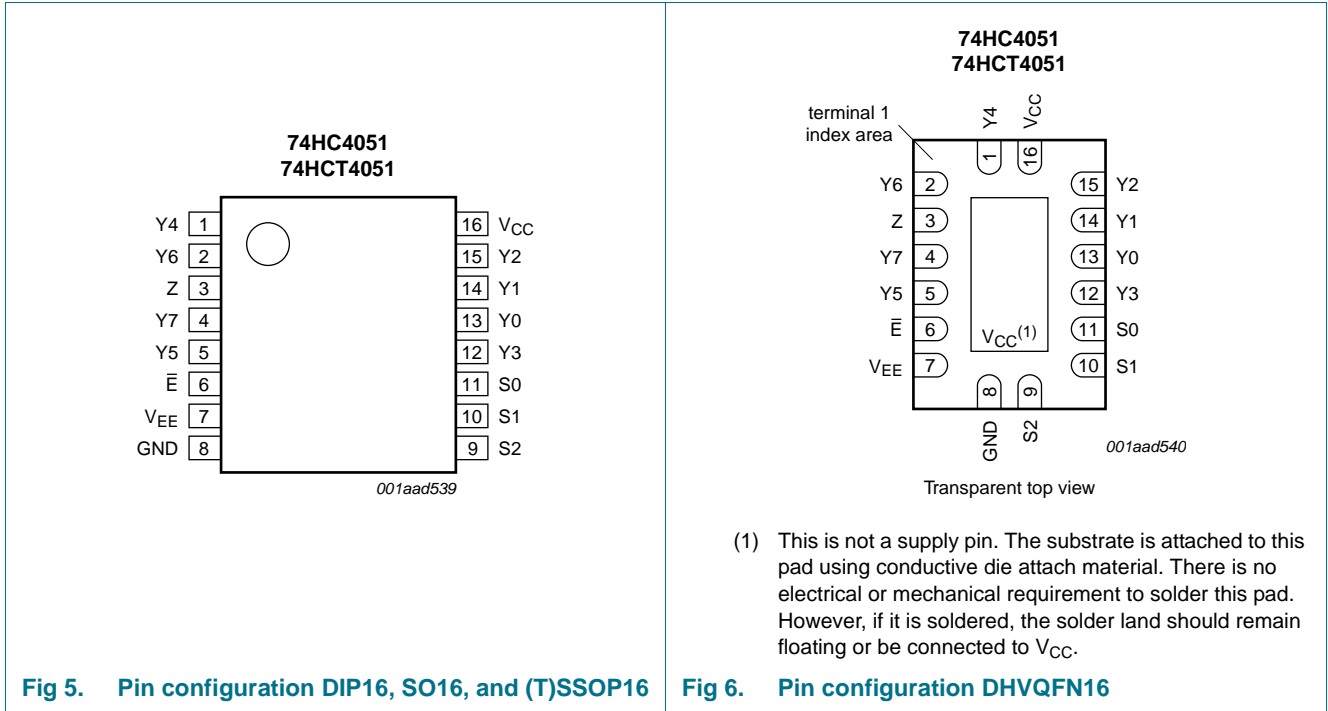 74HC4051
74HCT4051
Y4 1
Y6 2
Z 3
Y7 4
Y5 5
E̅ 6
VEE 7
GND 8
16 VCC
15 Y2
14 Y1
13 Y0
12 Y3
11 S0
10 S1
9 S2
001aad539
Fig 5. Pin configuration DIP16, SO16, and (T)SSOP16
74HC4051
74HCT4051
terminal 1
index area
Y4
VCC
1
16
Y6 2
Z 3
Y7 4
Y5 5
E̅ 6
VEE 7
15 Y2
14 Y1
13 Y0
12 Y3
11 S0
10 S1
VCC(1)
8
9
GND
S2
001aad540
Transparent top view
(1) This is not a supply pin. The substrate is attached to this
pad using conductive die attach material. There is no
electrical or mechanical requirement to solder this pad.
However, if it is soldered, the solder land should remain
floating or be connected to VCC.
Fig 6. Pin configuration DHVQFN16